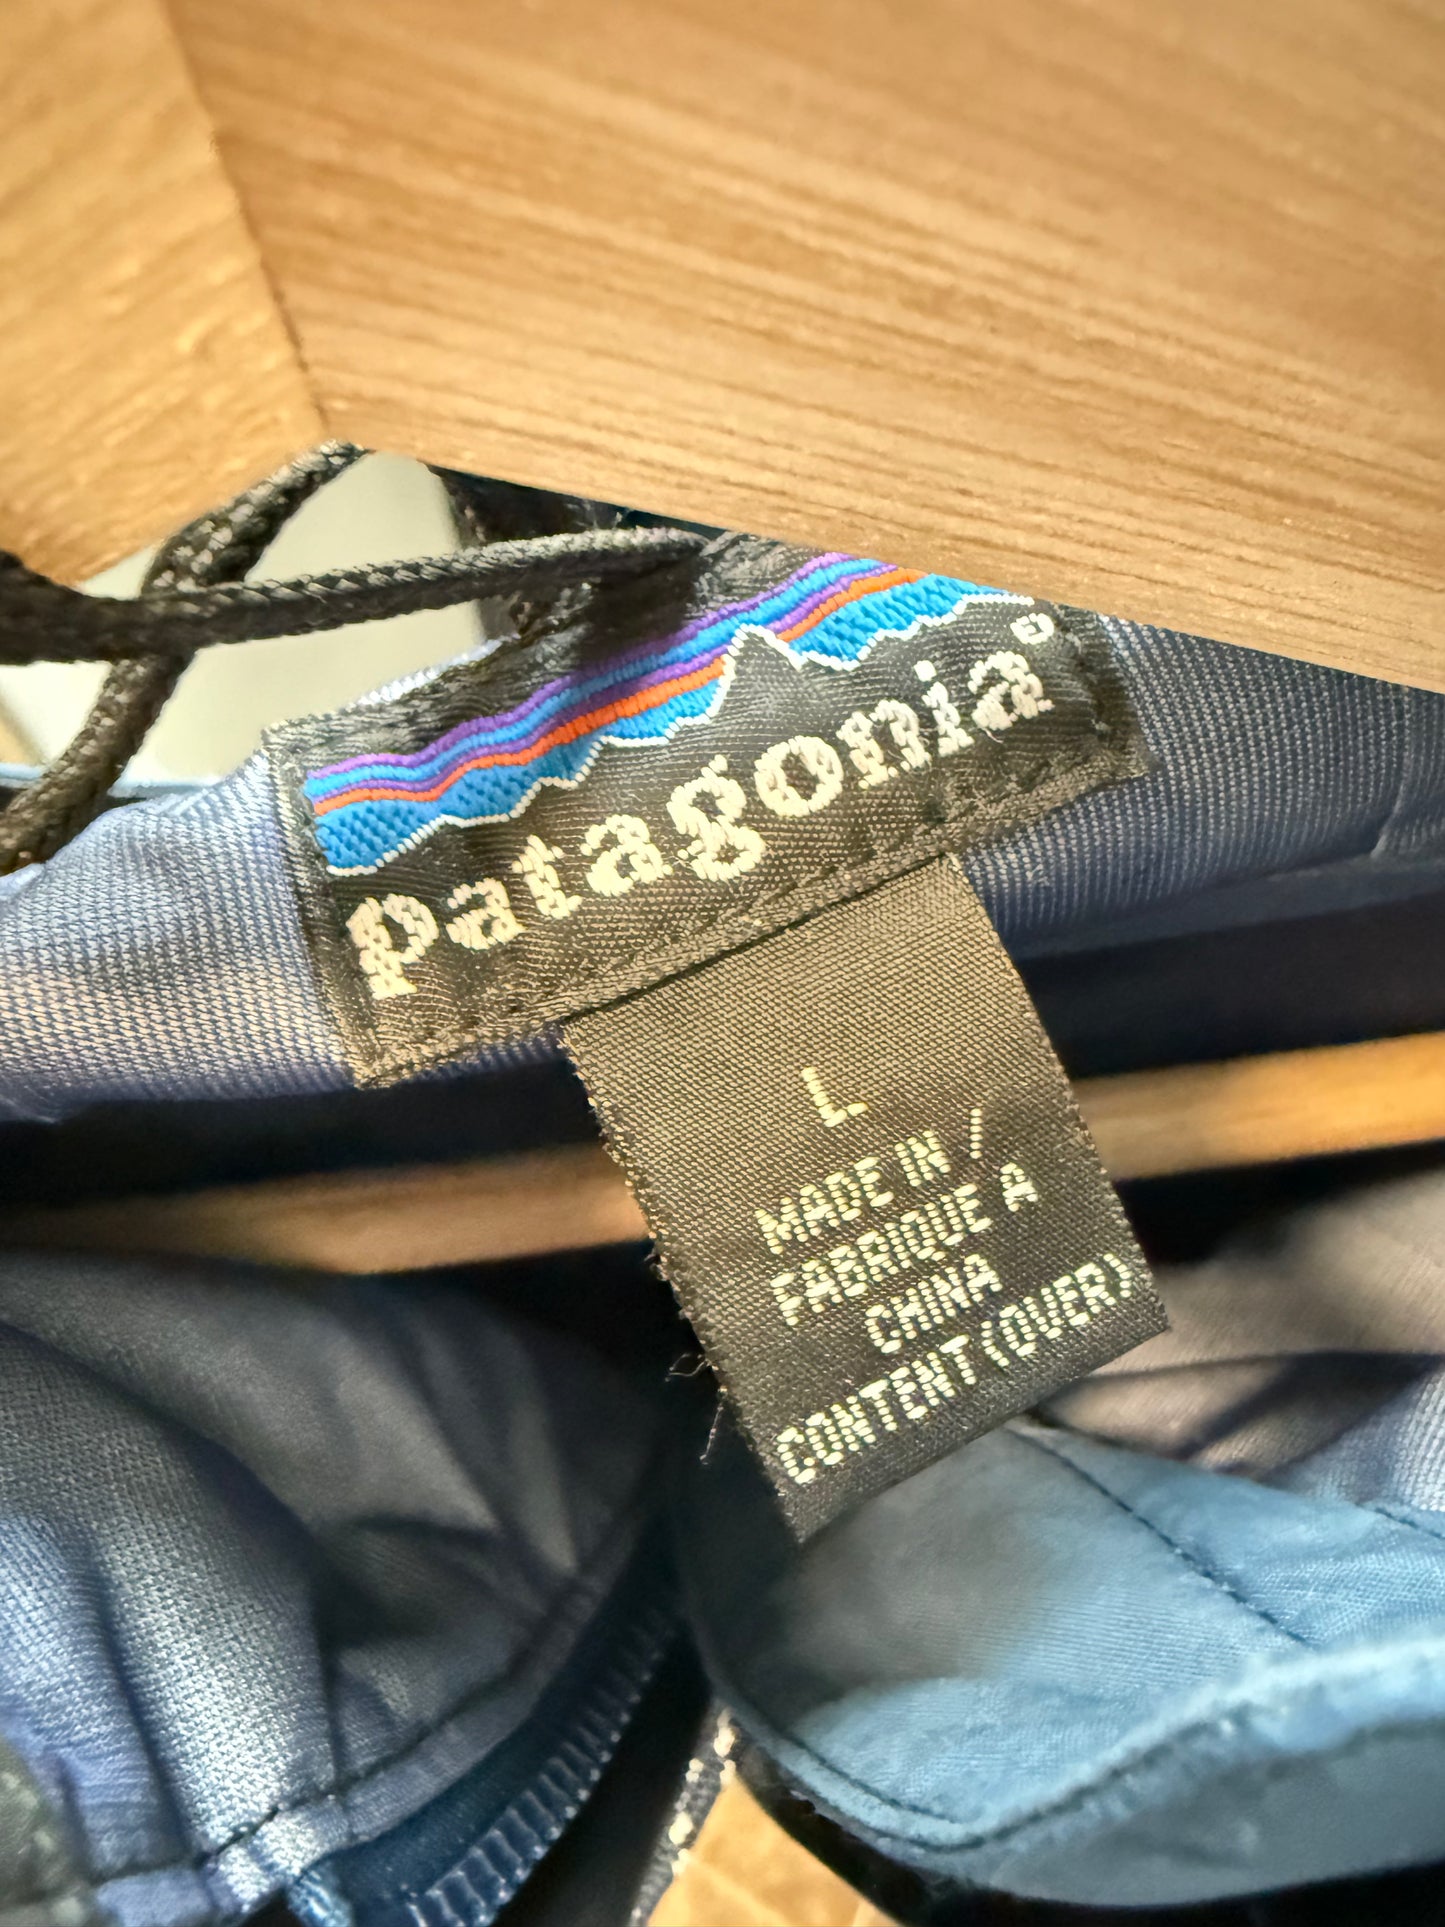 patagonia®
L
MADE IN /
FABRIQUE A
CHINA
CONTENT (OVER)